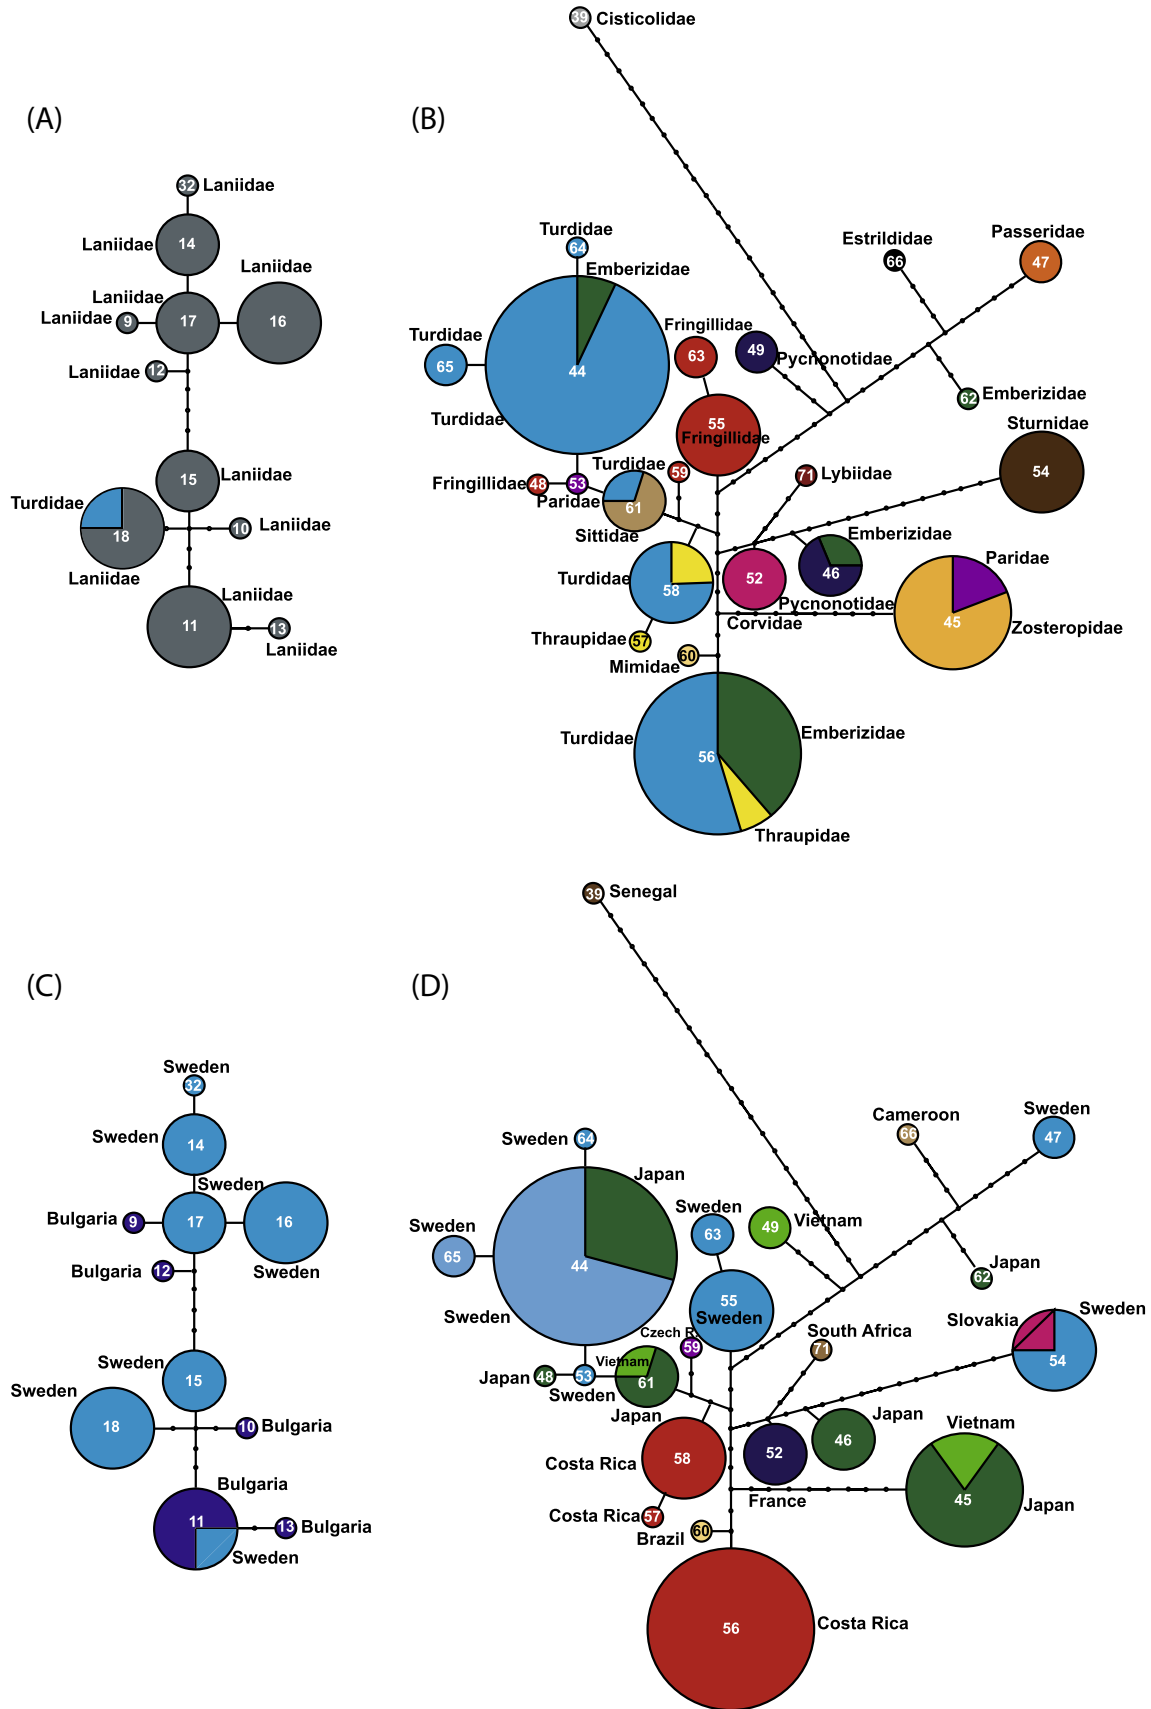 (A)
32 Laniidae
Laniidae 14
Laniidae
Laniidae
Laniidae 9
17
16
Laniidae 12
15 Laniidae
Turdidae
18
10 Laniidae
Laniidae
Laniidae
11
13
Laniidae
(B)
39 Cisticolidae
Turdidae
64
Emberizidae
Turdidae
65
44
Turdidae
Fringillidae
63
49
Pycnonotidae
Estrildidae
66
Passeridae
47
62 Emberizidae
55
Fringillidae
Turdidae
59
Fringillidae 48
53
Paridae
61
Sittidae
71 Lybiidae
Sturnidae
54
Emberizidae
46
Pycnonotidae
Turdidae
58
52
Corvidae
Paridae
45
Zosteropidae
Thraupidae 57
Mimidae 60
Turdidae
56
Emberizidae
Thraupidae
(C)
Sweden
32
Sweden 14
Sweden
Bulgaria 9
17
16
Sweden
Bulgaria 12
Sweden
15
Sweden
18
10 Bulgaria
Bulgaria
11
13 Bulgaria
Sweden
(D)
39 Senegal
Sweden 64
Japan
Sweden
65
44
Sweden
Sweden
63
49 Vietnam
Cameroon
66
Sweden
47
Japan
62
55
Sweden
Czech R.
59
Vietnam
Japan 48
53
Sweden
61
Japan
South Africa
71
Slovakia
Sweden
54
Japan
46
Costa Rica 58
52
France
Vietnam
45
Japan
Costa Rica 57
Brazil 60
56
Costa Rica